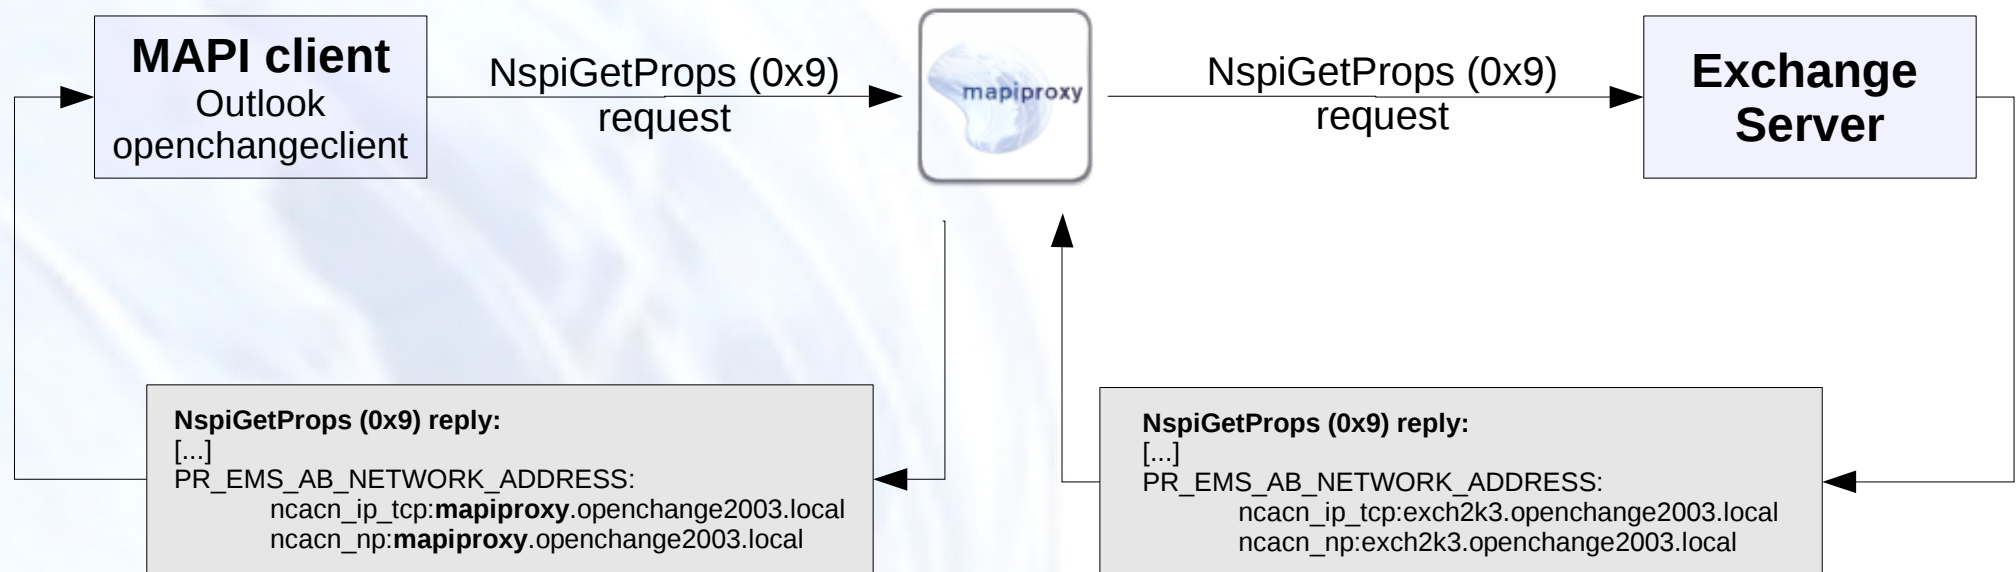 MAPI client
Outlook
openchangeclient
NspiGetProps (0x9)
request
mapiproxy
NspiGetProps (0x9)
request
Exchange
Server
NspiGetProps (0x9) reply:
[...]
PR_EMS_AB_NETWORK_ADDRESS:
ncacn_ip_tcp:mapiproxy.openchange2003.local
ncacn_np:mapiproxy.openchange2003.local
NspiGetProps (0x9) reply:
[...]
PR_EMS_AB_NETWORK_ADDRESS:
ncacn_ip_tcp:exch2k3.openchange2003.local
ncacn_np:exch2k3.openchange2003.local